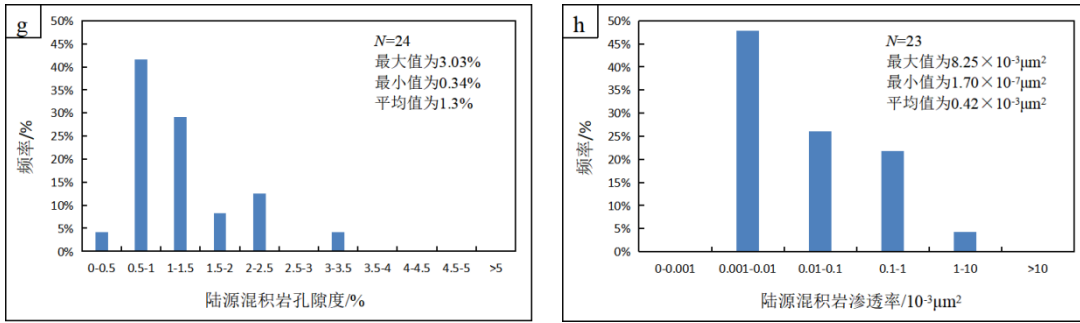 g
50%
45%
40%
35%
30%
25%
20%
15%
10%
5%
0%
频率/%
N=24
最大值为3.03%
最小值为0.34%
平均值为1.3%
0-0.5 0.5-1 1-1.5 1.5-2 2-2.5 2.5-3 3-3.5 3.5-4 4-4.5 4.5-5 >5
陆源混积岩孔隙度/%
h
50%
45%
40%
35%
30%
25%
20%
15%
10%
5%
0%
频率/%
N=23
最大值为8.25×10⁻³μm²
最小值为1.70×10⁻⁷μm²
平均值为0.42×10⁻³μm²
0-0.001 0.001-0.01 0.01-0.1 0.1-1 1-10 >10
陆源混积岩渗透率/10⁻³μm²